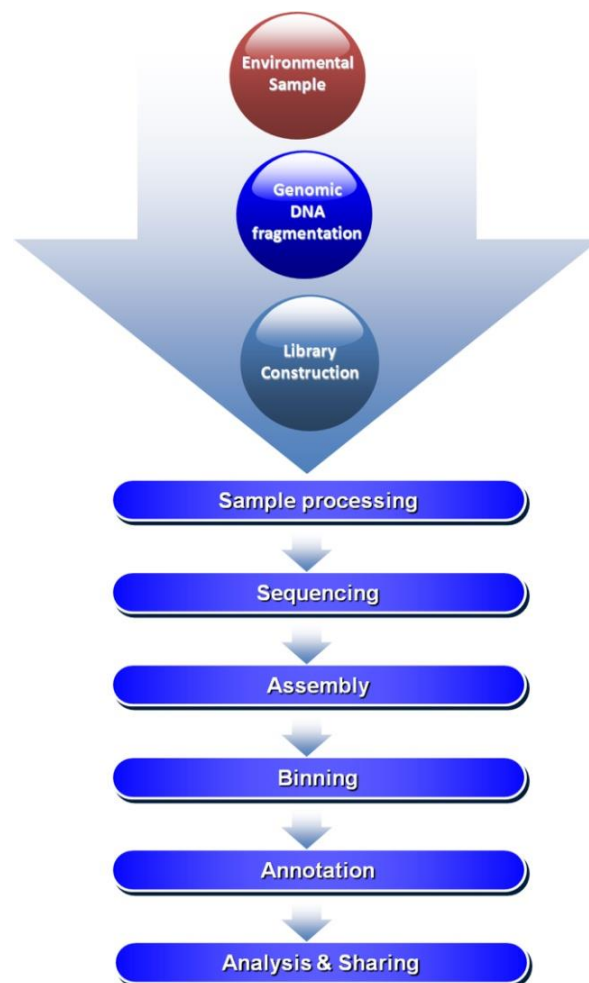 Environmental
Sample
Genomic
DNA
fragmentation
Library
Construction
Sample processing
Sequencing
Assembly
Binning
Annotation
Analysis & Sharing